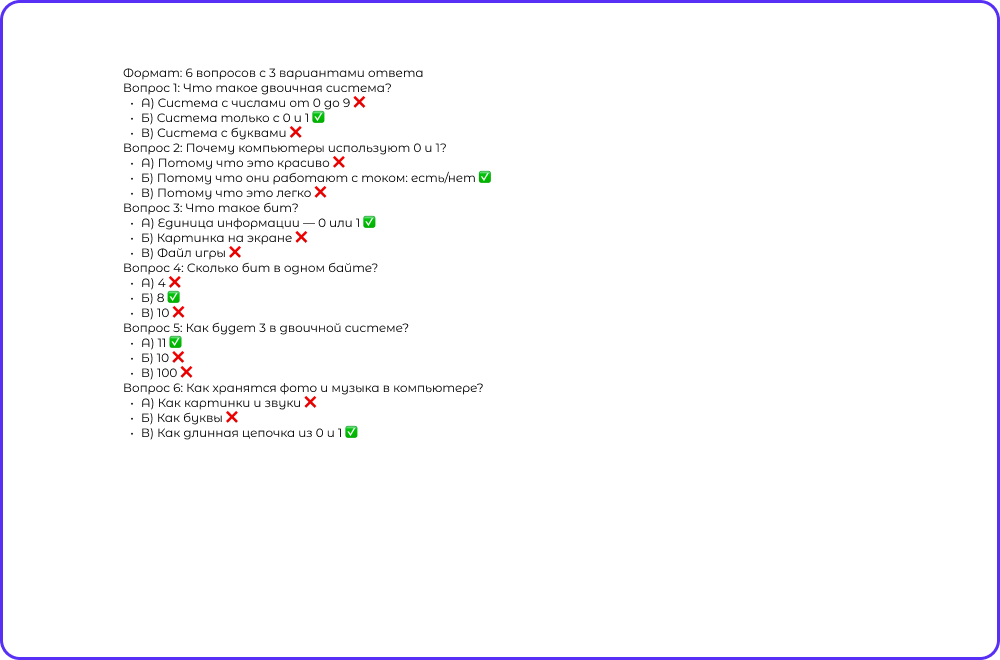 Формат: 6 вопросов с 3 вариантами ответа
Вопрос 1: Что такое двоичная система?
• А) Система с числами от 0 до 9 ❌
• Б) Система только с 0 и 1 ✅
• В) Система с буквами ❌
Вопрос 2: Почему компьютеры используют 0 и 1?
• А) Потому что это красиво ❌
• Б) Потому что они работают с током: есть/нет ✅
• В) Потому что это легко ❌
Вопрос 3: Что такое бит?
• А) Единица информации — 0 или 1 ✅
• Б) Картинка на экране ❌
• В) Файл игры ❌
Вопрос 4: Сколько бит в одном байте?
• А) 4 ❌
• Б) 8 ✅
• В) 10 ❌
Вопрос 5: Как будет 3 в двоичной системе?
• А) 11 ✅
• Б) 10 ❌
• В) 100 ❌
Вопрос 6: Как хранятся фото и музыка в компьютере?
• А) Как картинки и звуки ❌
• Б) Как буквы ❌
• В) Как длинная цепочка из 0 и 1 ✅